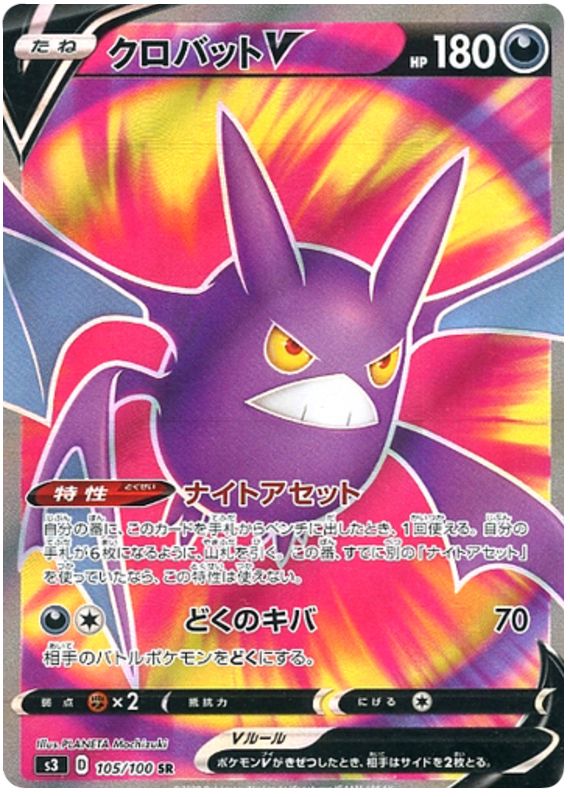 たね クロバットV HP 180
特性 とくせい ナイトアセット
自分の番に、このカードを手札からベンチに出したとき、1回使える。自分の
手札が6枚になるように、山札を引く。この番、すでに別の「ナイトアセット」
を使っていたなら、この特性は使えない。
どくのキバ 70
相手のバトルポケモンをどくにする。
弱点 ×2 抵抗力 にげる
Illus. PLANETA Mochizuki
Vルール
s3 D 105/100 SR
ポケモンVがきぜつしたとき、相手はサイドを2枚とる。